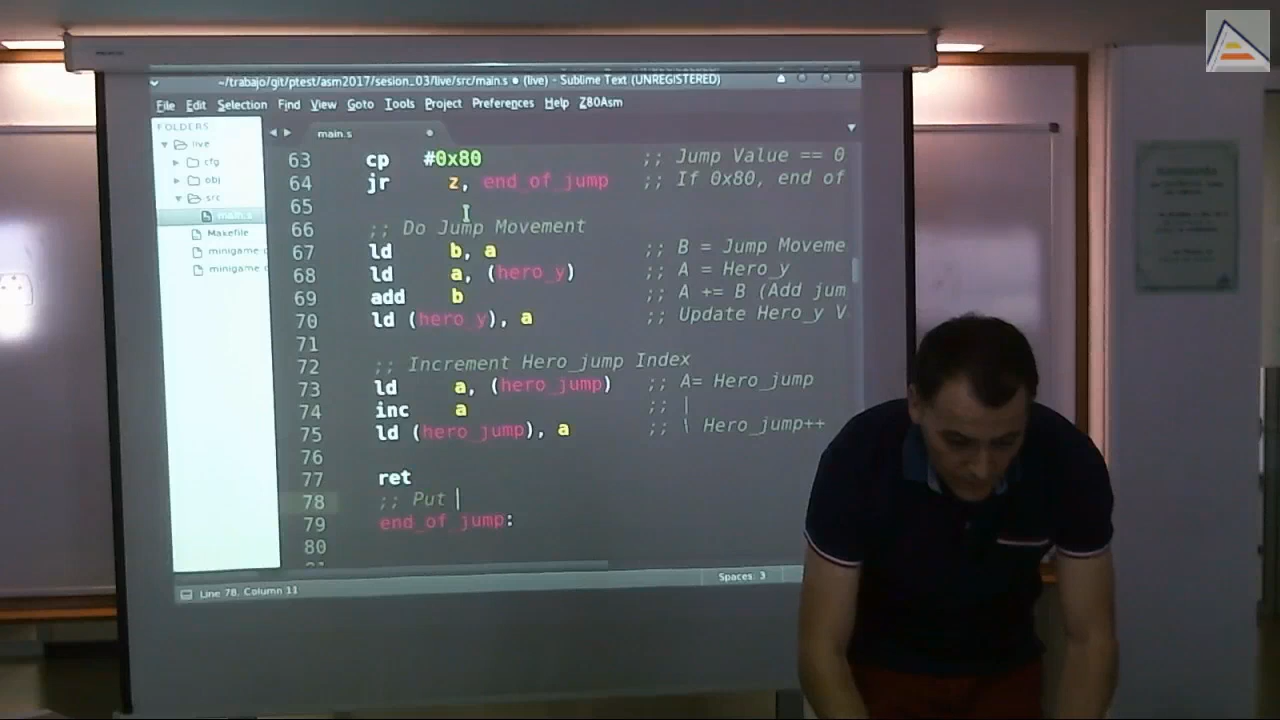 ~/trabajo/git/ptest/asm2017/sesion_03/live/src/main.s • (live) - Sublime Text (UNREGISTERED)
File Edit Selection Find View Goto Tools Project Preferences Help Z80Asm
FOLDERS
live
cfg
obj
src
main.s
Makefile
minigame.c
minigame.c
main.s
63 cp #0x80 ;; Jump Value == 0
64 jr z, end_of_jump ;; If 0x80, end of
65
66 ;; Do Jump Movement
67 ld b, a ;; B = Jump Moveme
68 ld a, (hero_y) ;; A = Hero_y
69 add b ;; A += B (Add jum
70 ld (hero_y), a ;; Update Hero_y V
71
72 ;; Increment Hero_jump Index
73 ld a, (hero_jump) ;; A= Hero_jump
74 inc a ;; |
75 ld (hero_jump), a ;; \ Hero_jump++
76
77 ret
78 ;; Put
79 end_of_jump:
80
Line 78, Column 11
Spaces 3